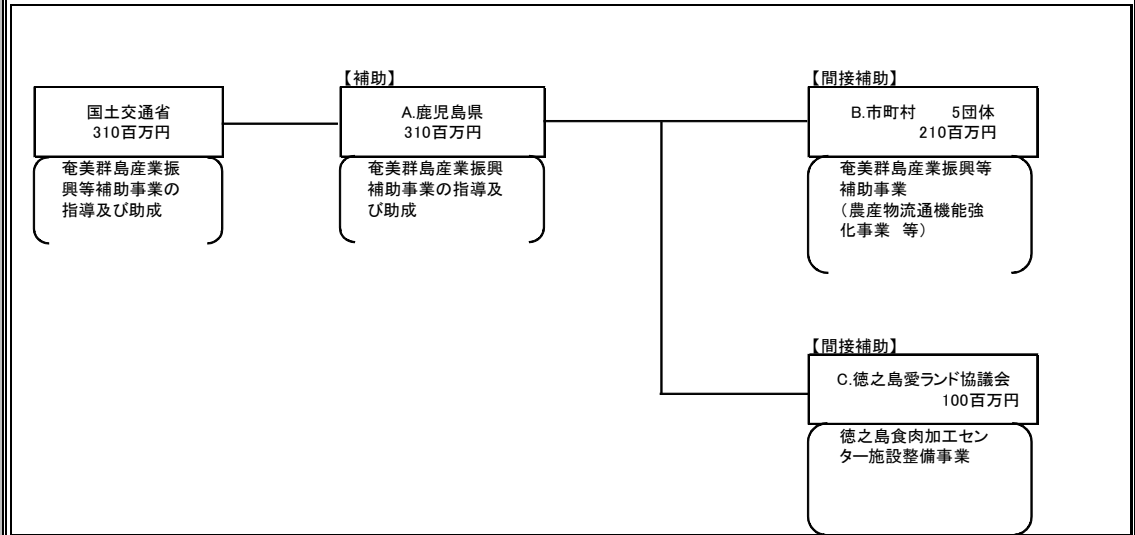 国土交通省
310百万円
奄美群島産業振
興等補助事業の
指導及び助成
【補助】
A.鹿児島県
310百万円
奄美群島産業振興
補助事業の指導及
び助成
【間接補助】
B.市町村 5団体
210百万円
奄美群島産業振興等
補助事業
(農産物流通機能強
化事業 等)
【間接補助】
C.徳之島愛ランド協議会
100百万円
徳之島食肉加工セン
ター施設整備事業